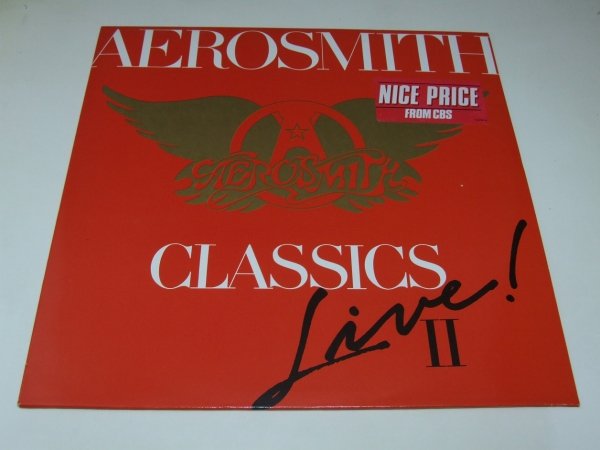 AEROSMITH
NICE PRICE
FROM CBS
AEROSMITH
CLASSICS
Live!
II